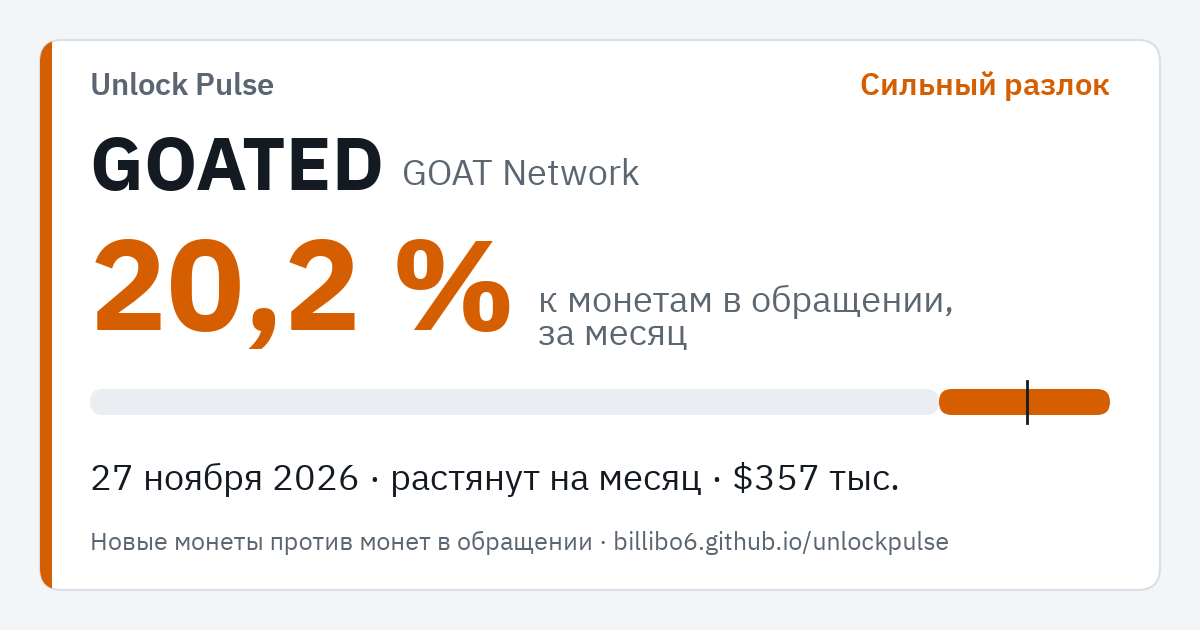 Unlock Pulse
Сильный разлок
GOATED GOAT Network
20,2 % к монетам в обращении,
за месяц
27 ноября 2026 · растянут на месяц · $357 тыс.
Новые монеты против монет в обращении · billibo6.github.io/unlockpulse